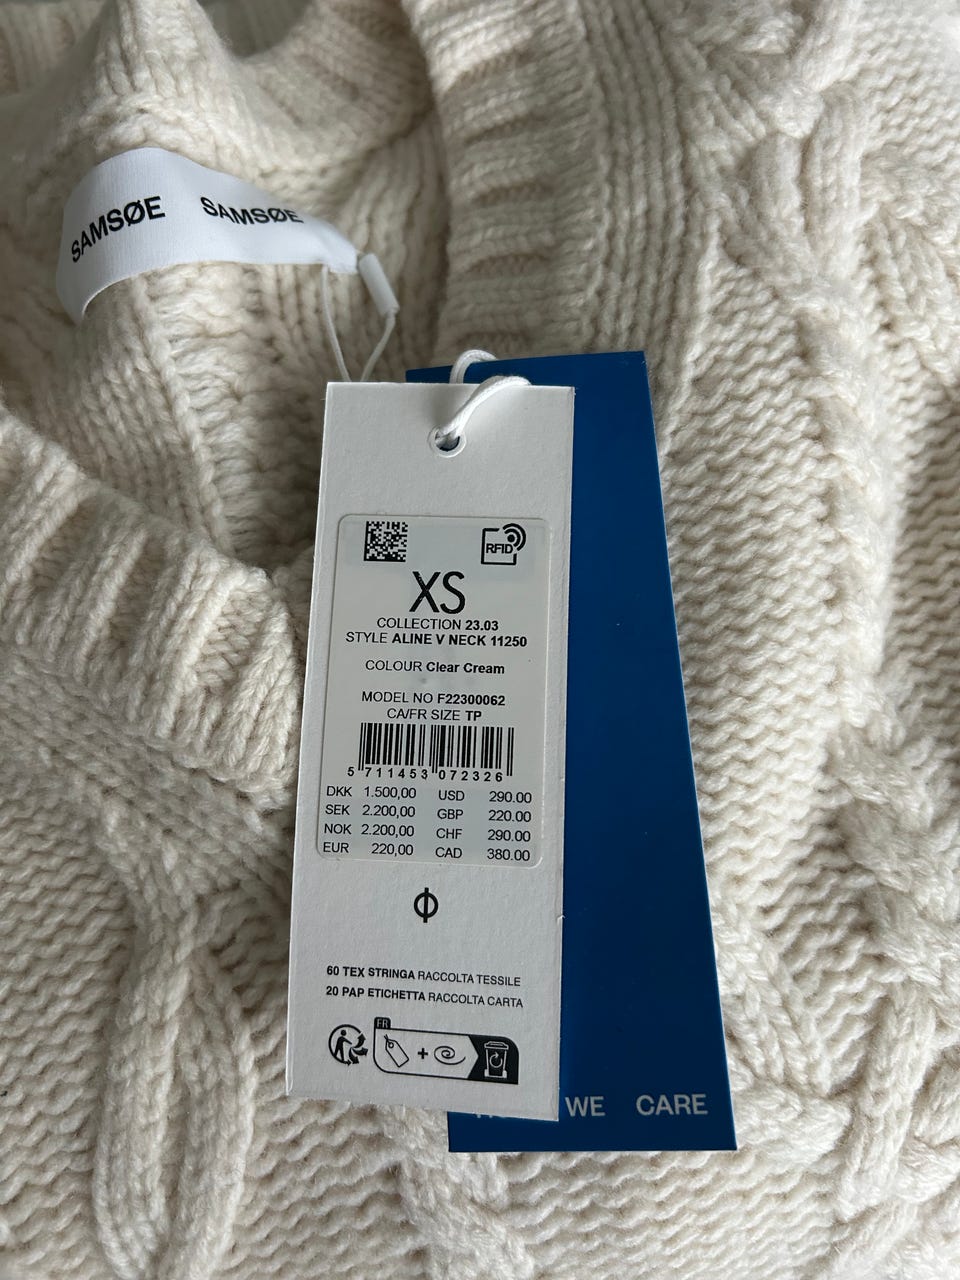 SAMSØE SAMSØE
RFID
XS
COLLECTION 23.03
STYLE ALINE V NECK 11250
COLOUR Clear Cream
MODEL NO F22300062
CA/FR SIZE TP
5 711453 072326
DKK 1.500,00 USD 290.00
SEK 2.200,00 GBP 220.00
NOK 2.200,00 CHF 290.00
EUR 220,00 CAD 380.00
60 TEX STRINGA RACCOLTA TESSILE
20 PAP ETICHETTA RACCOLTA CARTA
FR
WE CARE